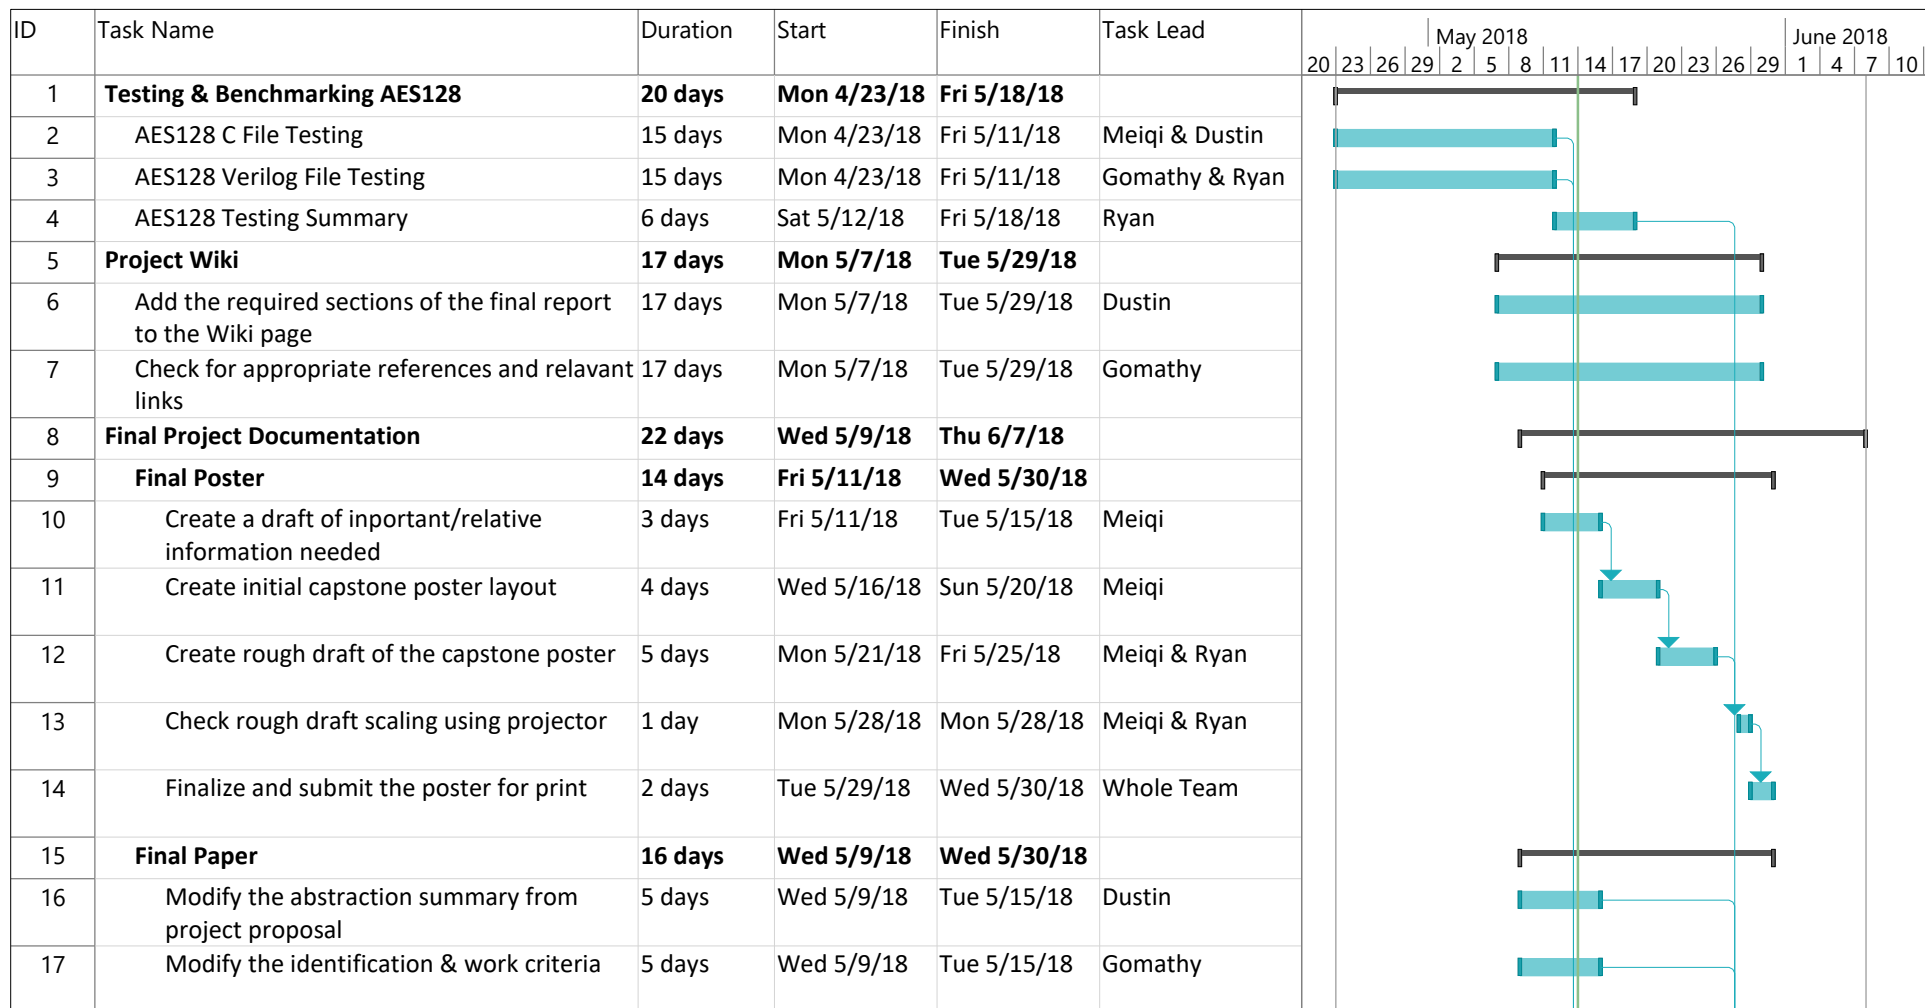 ID Task Name Duration Start Finish Task Lead May 2018 June 2018
20 23 26 29 2 5 8 11 14 17 20 23 26 29 1 4 7 10
1 Testing & Benchmarking AES128 20 days Mon 4/23/18 Fri 5/18/18
2 AES128 C File Testing 15 days Mon 4/23/18 Fri 5/11/18 Meiqi & Dustin
3 AES128 Verilog File Testing 15 days Mon 4/23/18 Fri 5/11/18 Gomathy & Ryan
4 AES128 Testing Summary 6 days Sat 5/12/18 Fri 5/18/18 Ryan
5 Project Wiki 17 days Mon 5/7/18 Tue 5/29/18
6 Add the required sections of the final report 17 days Mon 5/7/18 Tue 5/29/18 Dustin
to the Wiki page
7 Check for appropriate references and relavant 17 days Mon 5/7/18 Tue 5/29/18 Gomathy
links
8 Final Project Documentation 22 days Wed 5/9/18 Thu 6/7/18
9 Final Poster 14 days Fri 5/11/18 Wed 5/30/18
10 Create a draft of inportant/relative 3 days Fri 5/11/18 Tue 5/15/18 Meiqi
information needed
11 Create initial capstone poster layout 4 days Wed 5/16/18 Sun 5/20/18 Meiqi
12 Create rough draft of the capstone poster 5 days Mon 5/21/18 Fri 5/25/18 Meiqi & Ryan
13 Check rough draft scaling using projector 1 day Mon 5/28/18 Mon 5/28/18 Meiqi & Ryan
14 Finalize and submit the poster for print 2 days Tue 5/29/18 Wed 5/30/18 Whole Team
15 Final Paper 16 days Wed 5/9/18 Wed 5/30/18
16 Modify the abstraction summary from 5 days Wed 5/9/18 Tue 5/15/18 Dustin
project proposal
17 Modify the identification & work criteria 5 days Wed 5/9/18 Tue 5/15/18 Gomathy